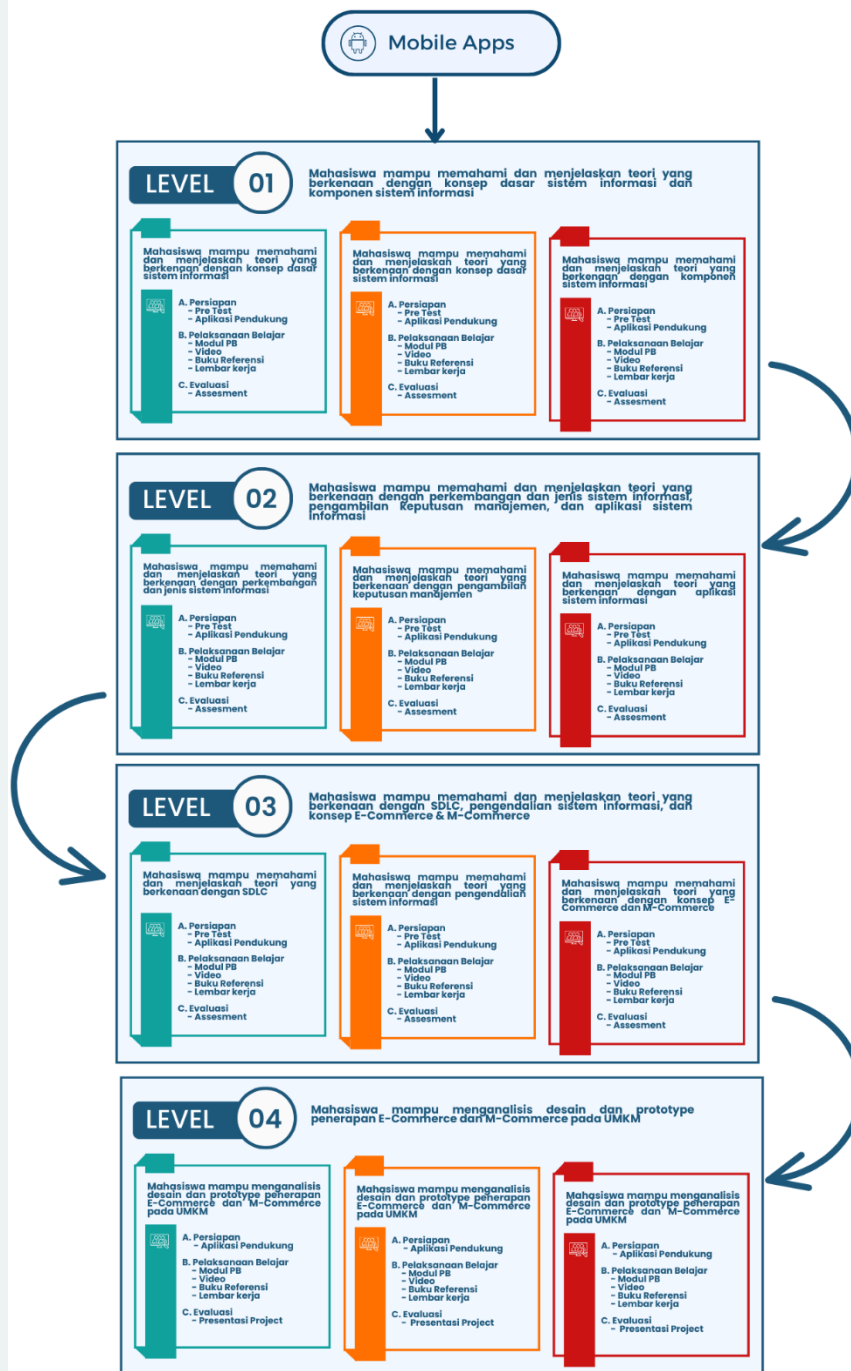 Mobile Apps
LEVEL 01
Mahasiswa mampu memahami dan menjelaskan teori yang
berkenaan dengan konsep dasar sistem informasi dan
komponen sistem informasi
Mahasiswa mampu memahami
dan menjelaskan teori yang
berkenaan dengan konsep dasar
sistem informasi
A. Persiapan
- Pre Test
- Aplikasi Pendukung
B. Pelaksanaan Belajar
- Modul PB
- Video
- Buku Referensi
- Lembar kerja
C. Evaluasi
- Assesment
Mahasiswa mampu memahami
dan menjelaskan teori yang
berkenaan dengan konsep dasar
sistem informasi
A. Persiapan
- Pre Test
- Aplikasi Pendukung
B. Pelaksanaan Belajar
- Modul PB
- Video
- Buku Referensi
- Lembar kerja
C. Evaluasi
- Assesment
Mahasiswa mampu memahami
dan menjelaskan teori yang
berkenaan dengan komponen
sistem informasi
A. Persiapan
- Pre Test
- Aplikasi Pendukung
B. Pelaksanaan Belajar
- Modul PB
- Video
- Buku Referensi
- Lembar kerja
C. Evaluasi
- Assesment
LEVEL 02
Mahasiswa mampu memahami dan menjelaskan teori yang
berkenaan dengan perkembangan dan jenis sistem informasi,
pengambilan keputusan manajemen, dan aplikasi sistem
informasi
Mahasiswa mampu memahami
dan menjelaskan teori yang
berkenaan dengan perkembangan
dan jenis sistem informasi
A. Persiapan
- Pre Test
- Aplikasi Pendukung
B. Pelaksanaan Belajar
- Modul PB
- Video
- Buku Referensi
- Lembar kerja
C. Evaluasi
- Assesment
Mahasiswa mampu memahami
dan menjelaskan teori yang
berkenaan dengan pengambilan
keputusan manajemen
A. Persiapan
- Pre Test
- Aplikasi Pendukung
B. Pelaksanaan Belajar
- Modul PB
- Video
- Buku Referensi
- Lembar kerja
C. Evaluasi
- Assesment
Mahasiswa mampu memahami
dan menjelaskan teori yang
berkenaan dengan aplikasi
sistem informasi
A. Persiapan
- Pre Test
- Aplikasi Pendukung
B. Pelaksanaan Belajar
- Modul PB
- Video
- Buku Referensi
- Lembar kerja
C. Evaluasi
- Assesment
LEVEL 03
Mahasiswa mampu memahami dan menjelaskan teori yang
berkenaan dengan SDLC, pengendalian sistem informasi, dan
konsep E-Commerce & M-Commerce
Mahasiswa mampu memahami
dan menjelaskan teori yang
berkenaan dengan SDLC
A. Persiapan
- Pre Test
- Aplikasi Pendukung
B. Pelaksanaan Belajar
- Modul PB
- Video
- Buku Referensi
- Lembar kerja
C. Evaluasi
- Assesment
Mahasiswa mampu memahami
dan menjelaskan teori yang
berkenaan dengan pengendalian
sistem informasi
A. Persiapan
- Pre Test
- Aplikasi Pendukung
B. Pelaksanaan Belajar
- Modul PB
- Video
- Buku Referensi
- Lembar kerja
C. Evaluasi
- Assesment
Mahasiswa mampu memahami
dan menjelaskan teori yang
berkenaan dengan konsep E-
Commerce dan M-Commerce
A. Persiapan
- Pre Test
- Aplikasi Pendukung
B. Pelaksanaan Belajar
- Modul PB
- Video
- Buku Referensi
- Lembar kerja
C. Evaluasi
- Assesment
LEVEL 04
Mahasiswa mampu menganalisis desain dan prototype
penerapan E-Commerce dan M-Commerce pada UMKM
Mahasiswa mampu menganalisis
desain dan prototype penerapan
E-Commerce dan M-Commerce
pada UMKM
A. Persiapan
- Aplikasi Pendukung
B. Pelaksanaan Belajar
- Modul PB
- Video
- Buku Referensi
- Lembar kerja
C. Evaluasi
- Presentasi Project
Mahasiswa mampu menganalisis
desain dan prototype penerapan
E-Commerce dan M-Commerce
pada UMKM
A. Persiapan
- Aplikasi Pendukung
B. Pelaksanaan Belajar
- Modul PB
- Video
- Buku Referensi
- Lembar kerja
C. Evaluasi
- Presentasi Project
Mahasiswa mampu menganalisis
desain dan prototype penerapan
E-Commerce dan M-Commerce
pada UMKM
A. Persiapan
- Aplikasi Pendukung
B. Pelaksanaan Belajar
- Modul PB
- Video
- Buku Referensi
- Lembar kerja
C. Evaluasi
- Presentasi Project